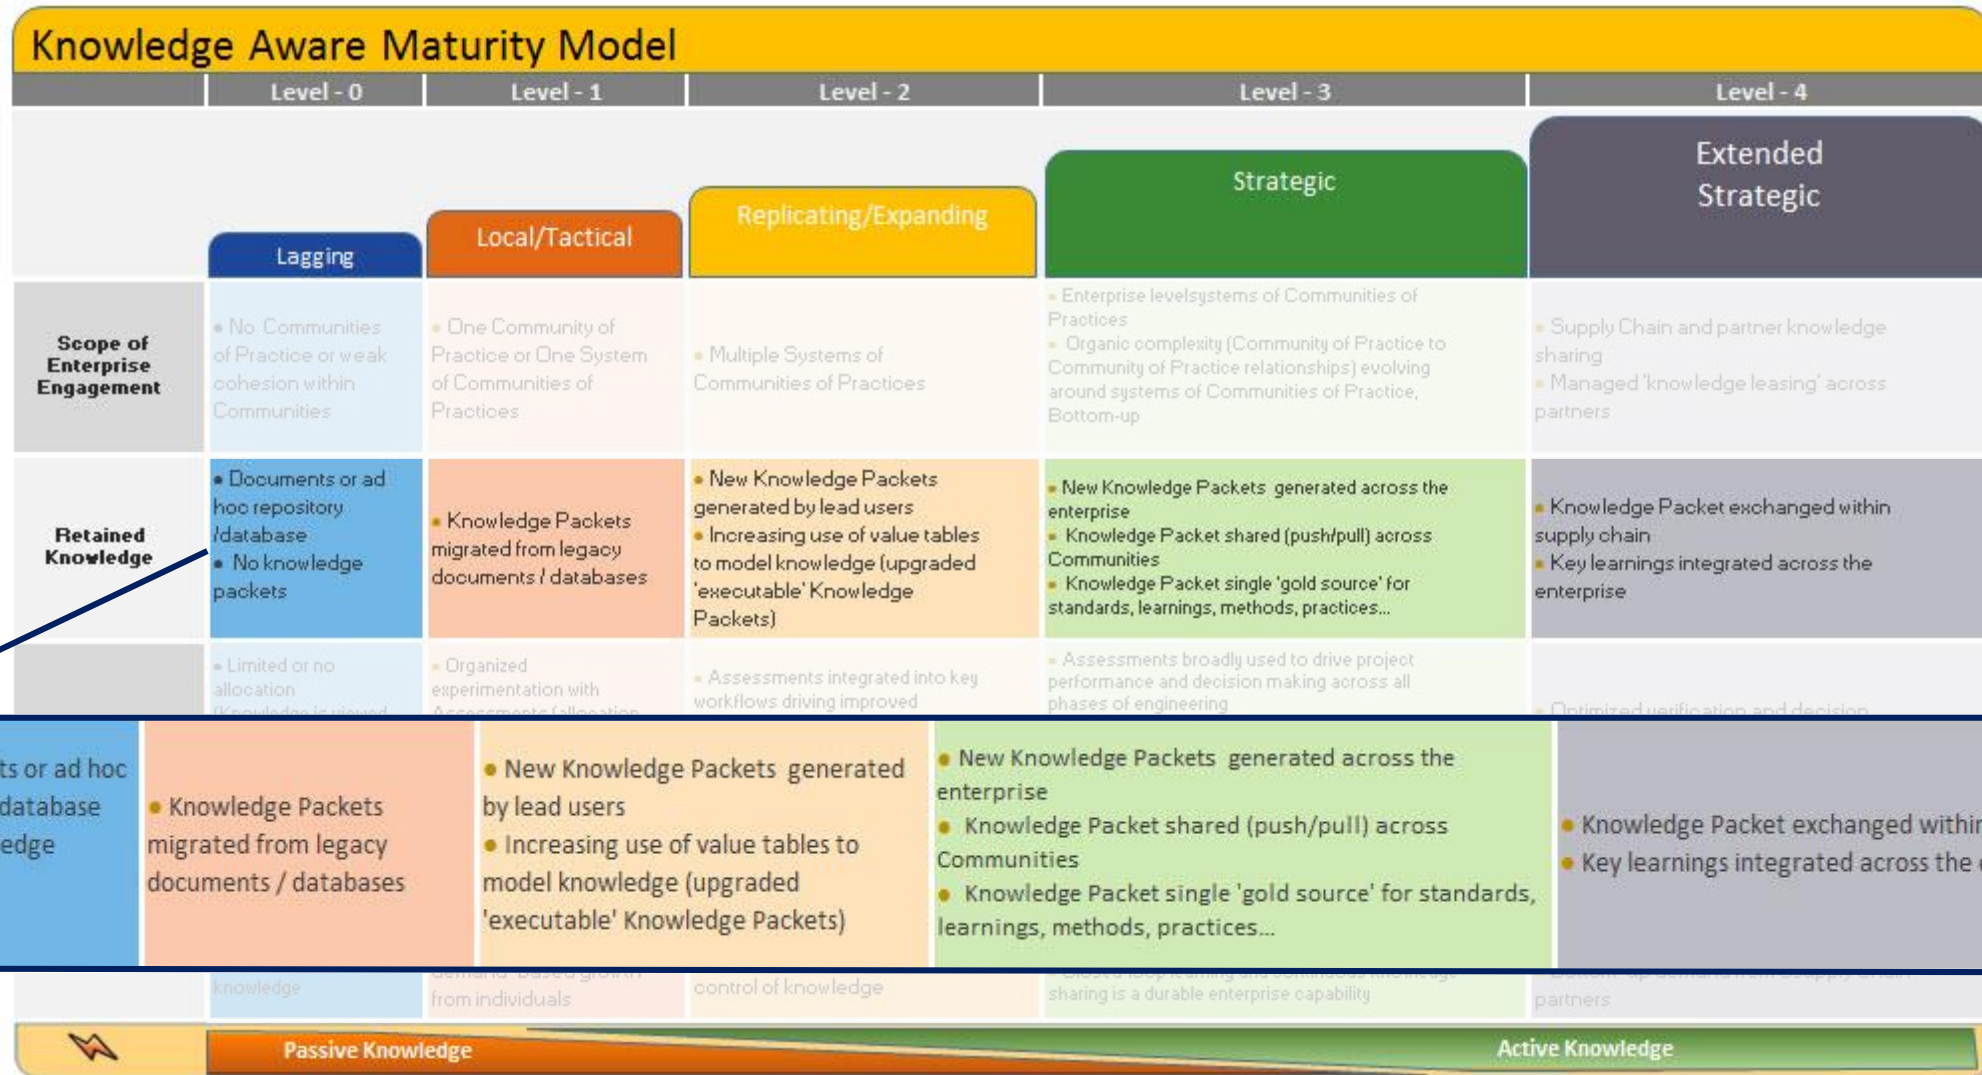 Knowledge Aware Maturity Model
Level - 0
Level - 1
Level - 2
Level - 3
Level - 4
Lagging
Local/Tactical
Replicating/Expanding
Strategic
Extended
Strategic
Scope of
Enterprise
Engagement
• No Communities
of Practice or weak
cohesion within
Communities
• One Community of
Practice or One System
of Communities of
Practices
• Multiple Systems of
Communities of Practices
• Enterprise levelsystems of Communities of
Practices
• Organic complexity (Community of Practice to
Community of Practice relationships) evolving
around systems of Communities of Practice,
Bottom-up
• Supply Chain and partner knowledge
sharing
• Managed 'knowledge leasing' across
partners
Retained
Knowledge
• Documents or ad
hoc repository
/database
• No knowledge
packets
• Knowledge Packets
migrated from legacy
documents / databases
• New Knowledge Packets
generated by lead users
• Increasing use of value tables
to model knowledge (upgraded
'executable' Knowledge
Packets)
• New Knowledge Packets generated across the
enterprise
• Knowledge Packet shared (push/pull) across
Communities
• Knowledge Packet single 'gold source' for
standards, learnings, methods, practices...
• Knowledge Packet exchanged within
supply chain
• Key learnings integrated across the
enterprise
• Limited or no
allocation
(Knowledge is viewed
• Organized
experimentation with
Assessments (allocation
• Assessments integrated into key
workflows driving improved
• Assessments broadly used to drive project
performance and decision making across all
phases of engineering
• Optimized verification and decision
ts or ad hoc
database
edge
• Knowledge Packets
migrated from legacy
documents / databases
• New Knowledge Packets generated
by lead users
• Increasing use of value tables to
model knowledge (upgraded
'executable' Knowledge Packets)
• New Knowledge Packets generated across the
enterprise
• Knowledge Packet shared (push/pull) across
Communities
• Knowledge Packet single 'gold source' for standards,
learnings, methods, practices...
• Knowledge Packet exchanged within
• Key learnings integrated across the
knowledge
demand-based growth
from individuals
control of knowledge
sharing is a durable enterprise capability
partners
Passive Knowledge
Active Knowledge